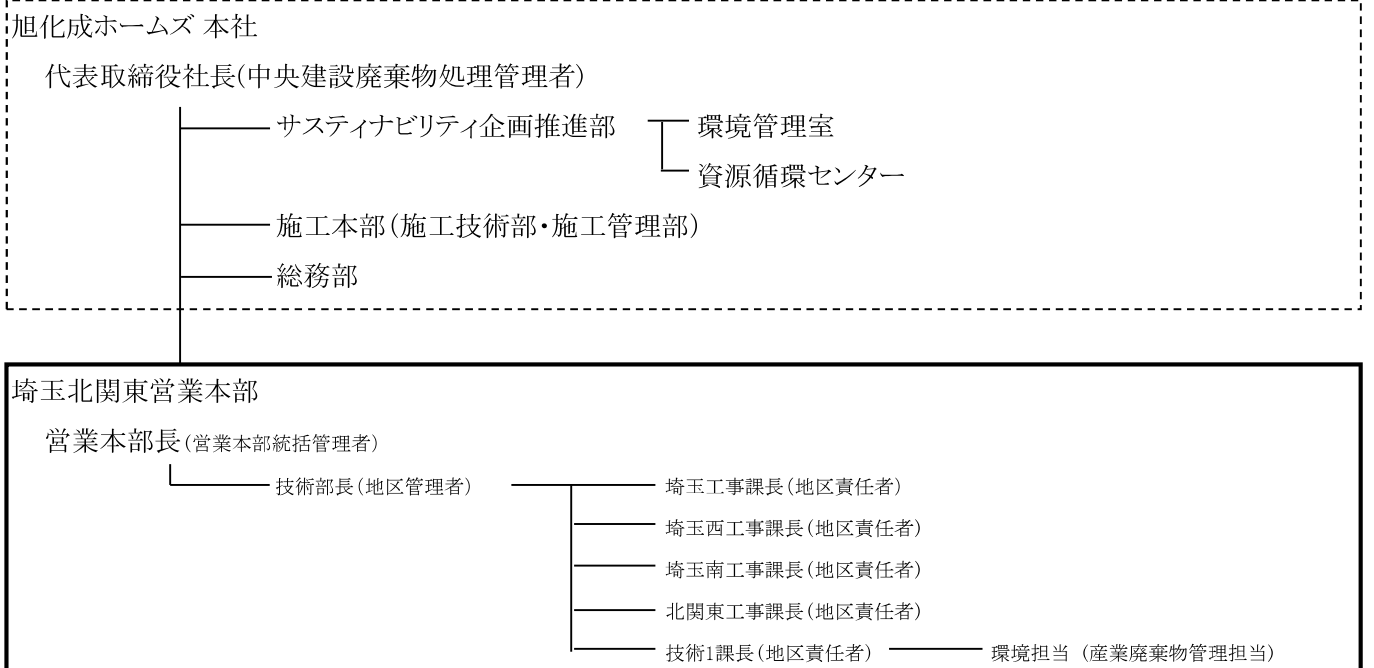 旭化成ホームズ 本社
代表取締役社長(中央建設廃棄物処理管理者)
サスティナビリティ企画推進部 環境管理室
資源循環センター
施工本部(施工技術部・施工管理部)
総務部
埼玉北関東営業本部
営業本部長(営業本部統括管理者)
技術部長(地区管理者) 埼玉工事課長(地区責任者)
埼玉西工事課長(地区責任者)
埼玉南工事課長(地区責任者)
北関東工事課長(地区責任者)
技術1課長(地区責任者) 環境担当 (産業廃棄物管理担当)